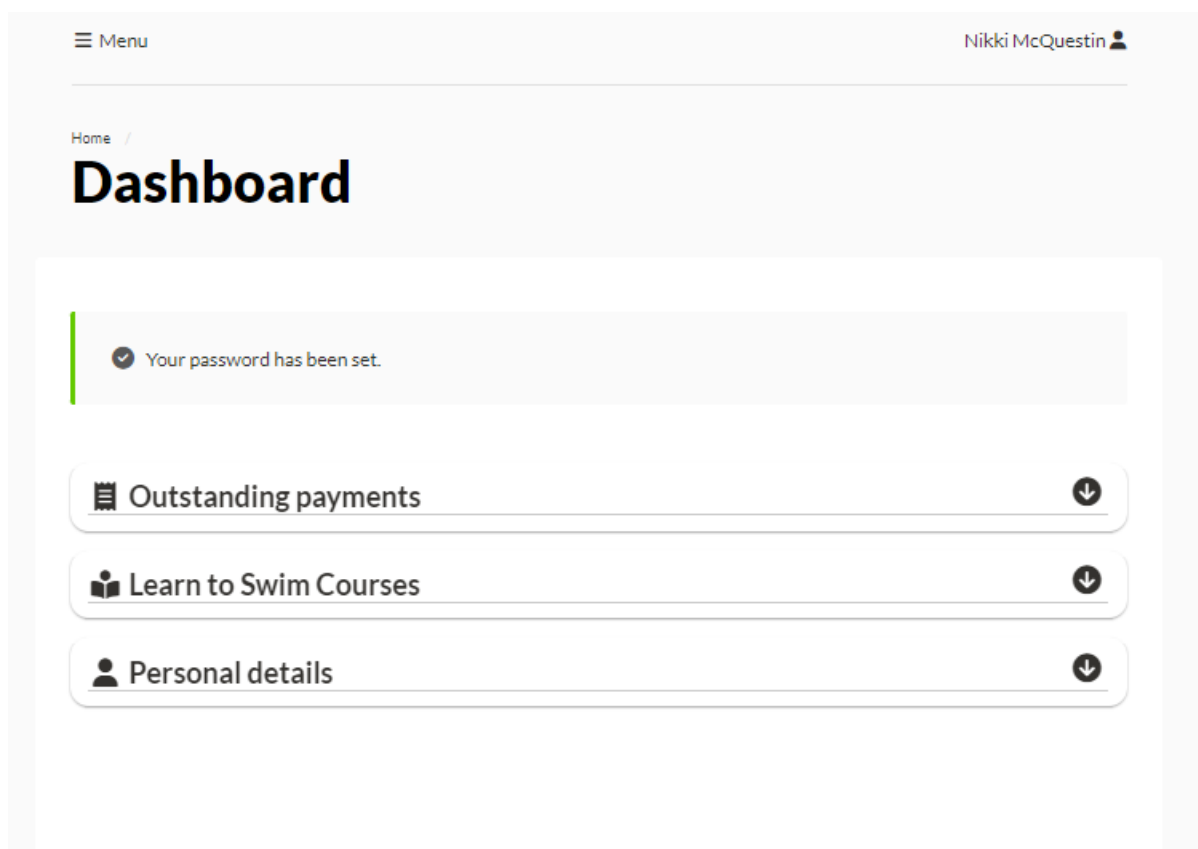 Menu
Nikki McQuestin
Home /
Dashboard
Your password has been set.
Outstanding payments
Learn to Swim Courses
Personal details